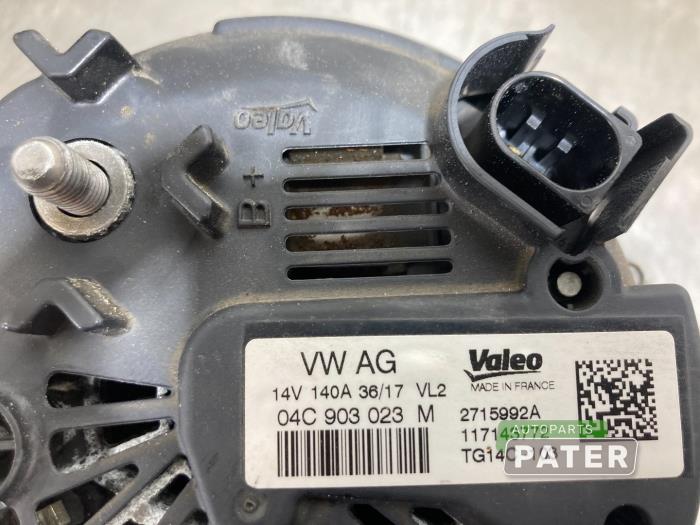 Valeo
B+
VW AG
14V 140A 36/17 VL2
04C 903 023 M
Valeo
MADE IN FRANCE
2715992A
AUTOPARTS
PATER